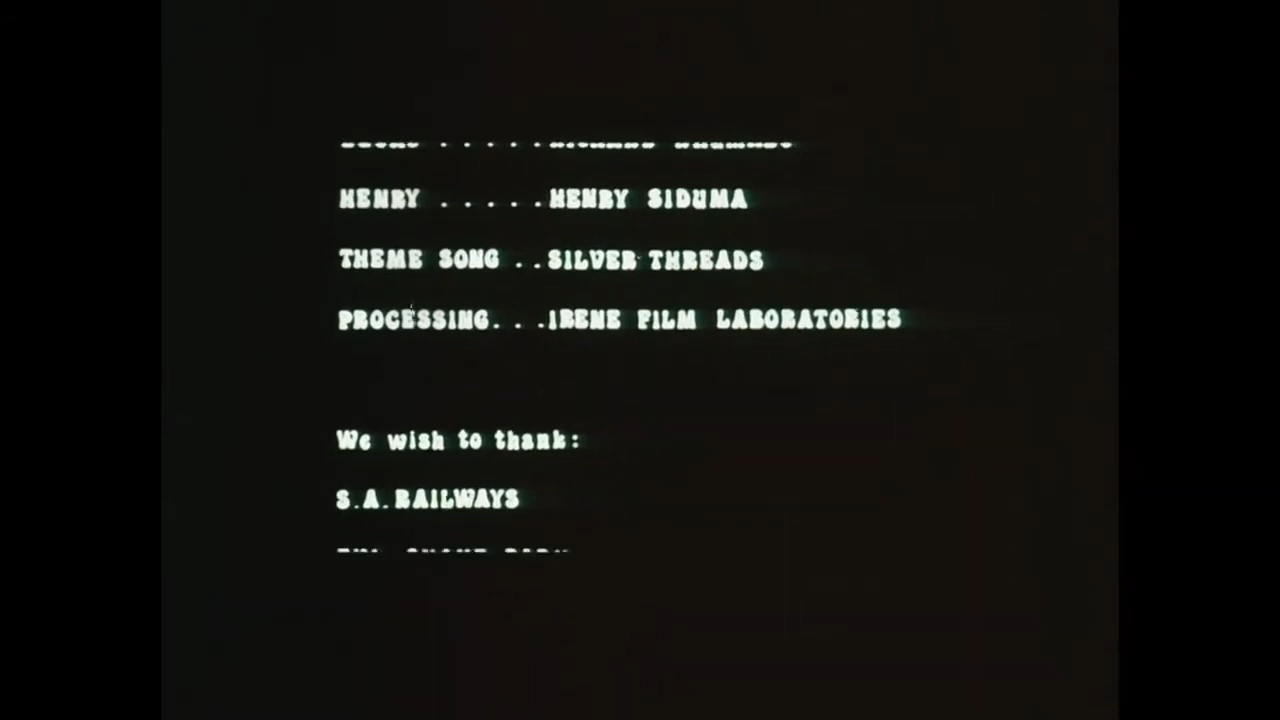 HENRY . . . . . HENRY SIDUMA
THEME SONG . . SILVER THREADS
PROCESSING. . . IRENE FILM LABORATORIES
We wish to thank:
S.A. RAILWAYS